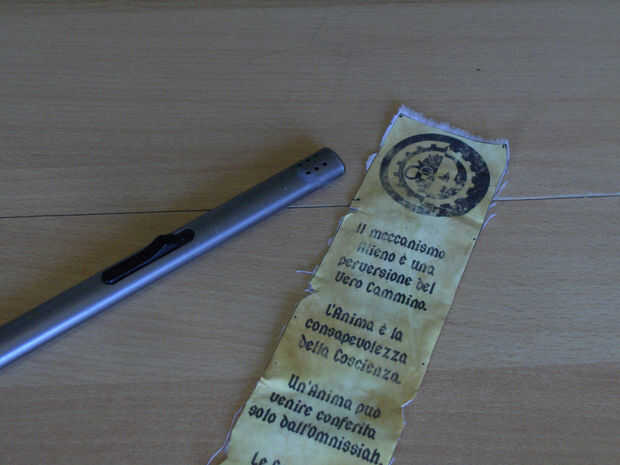 Il meccanismo
Alieno è una
perversione del
Vero Cammino.
L'Anima è la
consapevolezza
della Coscienza.
Un'Anima può
venire conferita
solo dall'Omnissiah.
Le